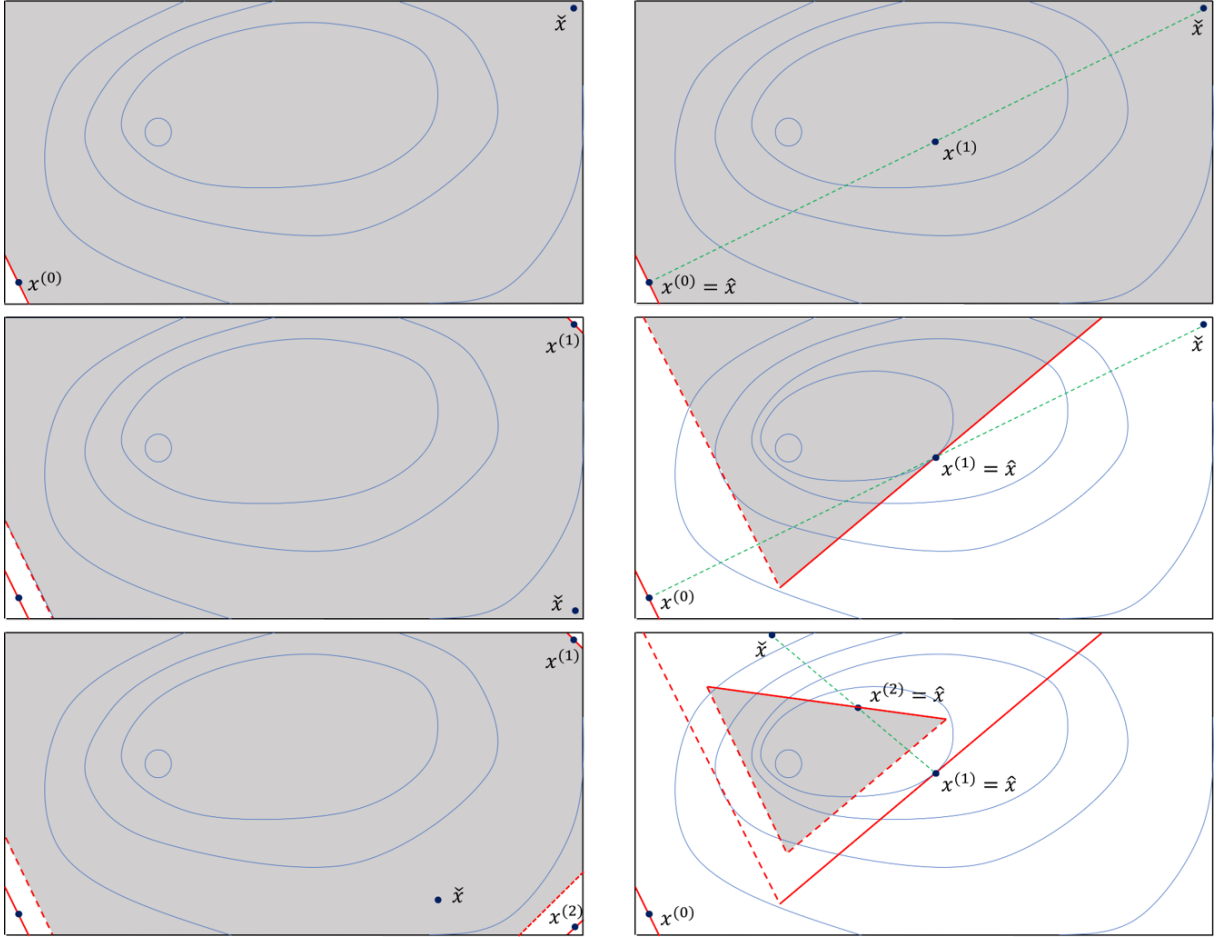 x̌
x^(0)
x̌
x^(1)
x^(0) = x̂
x^(1)
x̌
x̌
x^(1) = x̂
x^(0)
x^(1)
x̌
x^(2)
x̌
x^(2) = x̂
x^(1) = x̂
x^(0)